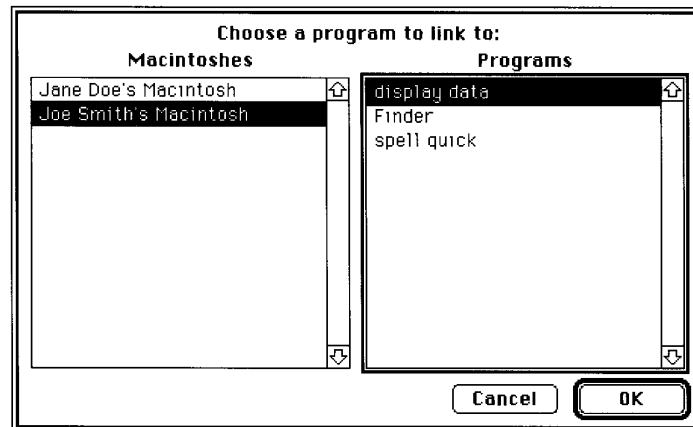 Choose a program to link to:
Macintoshes
Jane Doe's Macintosh
Joe Smith's Macintosh
Programs
display data
Finder
spell quick
Cancel
OK